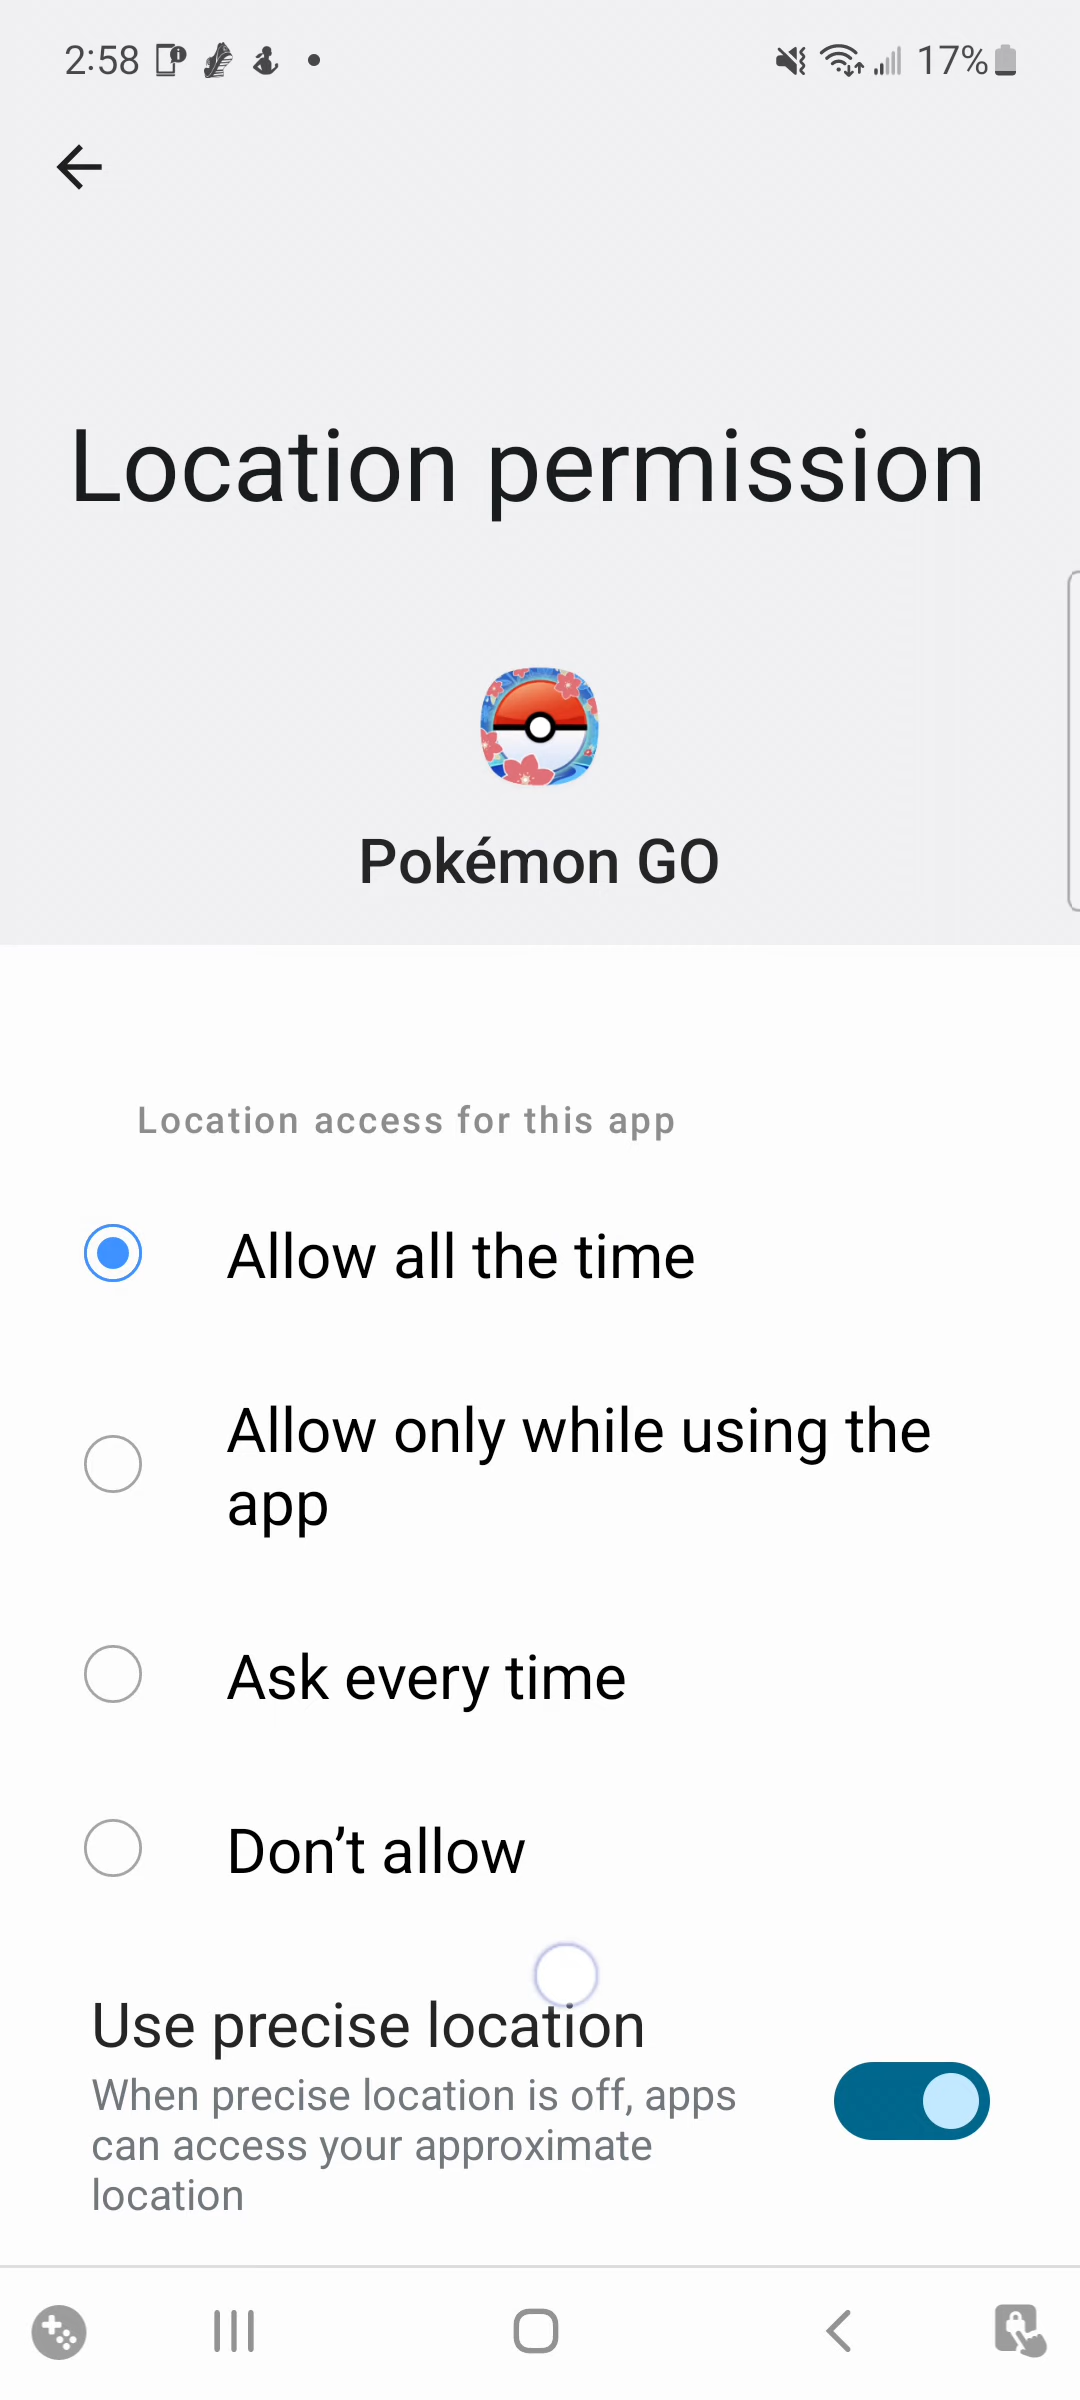 2:58
17%
Location permission
Pokémon GO
Location access for this app
Allow all the time
Allow only while using the
app
Ask every time
Don’t allow
Use precise location
When precise location is off, apps
can access your approximate
location